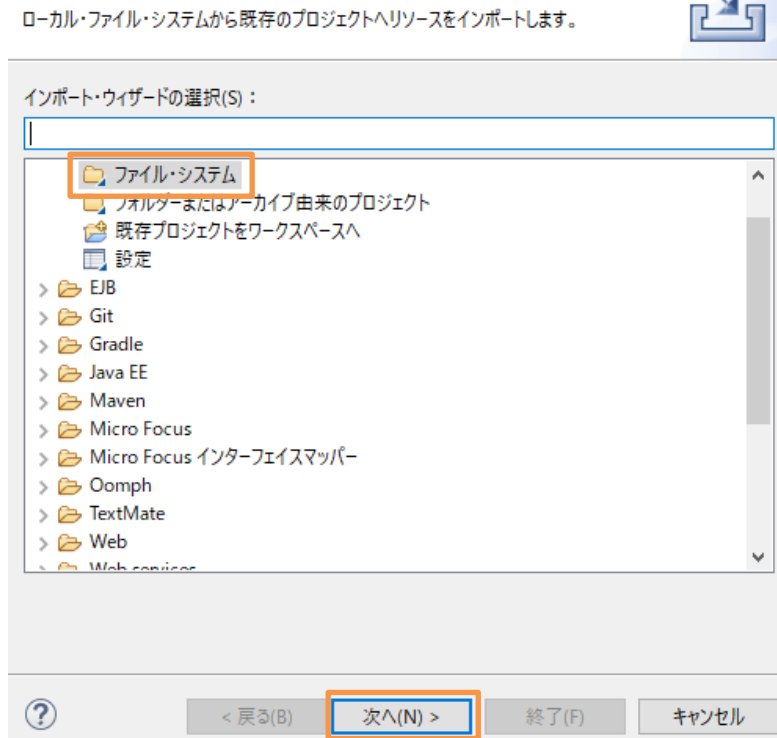 ローカル・ファイル・システムから既存のプロジェクトへリソースをインポートします。
インポート・ウィザードの選択(S)：
ファイル・システム
フォルダーまたはアーカイブ由来のプロジェクト
既存プロジェクトをワークスペースへ
設定
> EJB
> Git
> Gradle
> Java EE
> Maven
> Micro Focus
> Micro Focus インターフェイスマッパー
> Oomph
> TextMate
> Web
> Web services
? < 戻る(B) 次へ(N) > 終了(F) キャンセル